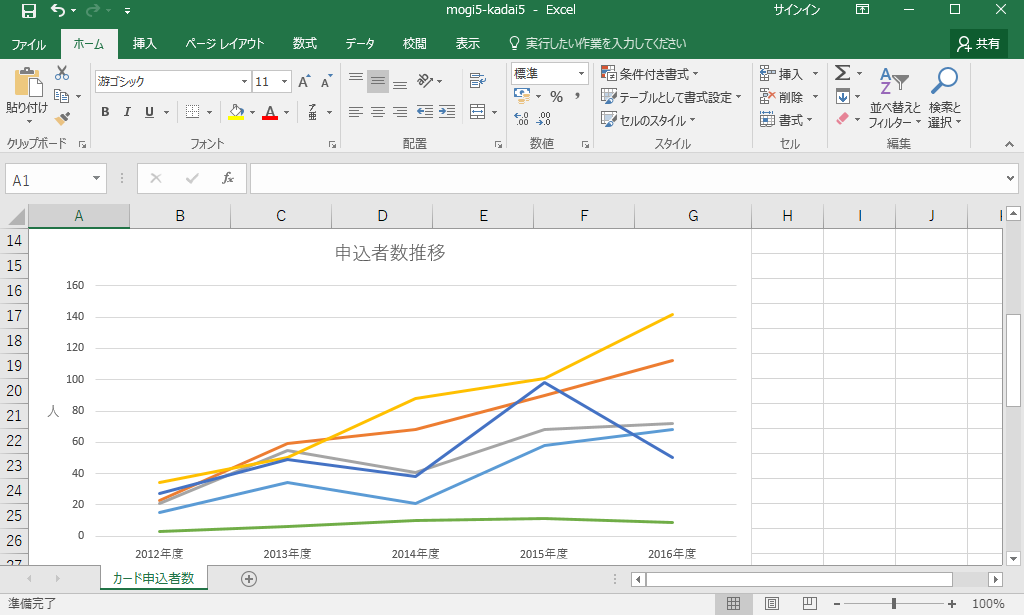 mogi5-kadai5 - Excel
サインイン
ファイル ホーム 挿入 ページ レイアウト 数式 データ 校閲 表示 実行したい作業を入力してください 共有
貼り付け
クリップボード
游ゴシック 11
B I U
A A
A
フォント
配置
標準
% ,
数値
条件付き書式
テーブルとして書式設定
セルのスタイル
スタイル
挿入
削除
書式
セル
Σ
並べ替えと
フィルター
検索と
選択
編集
A1
fx
A B C D E F G H I J
14
15
16
17
18
19
20
21
22
23
24
25
26
27
申込者数推移
160
140
120
100
80
60
40
20
0
人
2012年度 2013年度 2014年度 2015年度 2016年度
カード申込者数
準備完了
100%